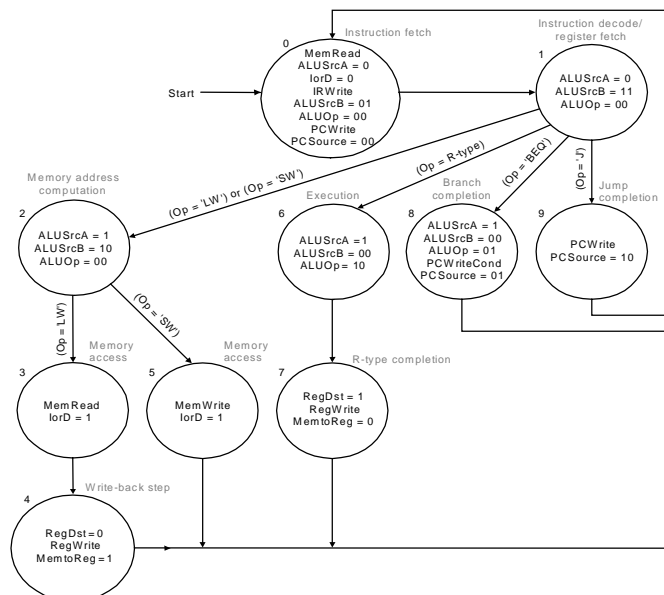 Instruction fetch
0
MemRead
ALUSrcA = 0
IorD = 0
IRWrite
ALUSrcB = 01
ALUOp = 00
PCWrite
PCSource = 00
Start
Instruction decode/
register fetch
1
ALUSrcA = 0
ALUSrcB = 11
ALUOp = 00
(Op = 'LW') or (Op = 'SW')
(Op = R-type)
(Op = 'BEQ')
(Op = 'J')
Memory address
computation
2
ALUSrcA = 1
ALUSrcB = 10
ALUOp = 00
Execution
6
ALUSrcA =1
ALUSrcB = 00
ALUOp= 10
Branch
completion
8
ALUSrcA = 1
ALUSrcB = 00
ALUOp = 01
PCWriteCond
PCSource = 01
Jump
completion
9
PCWrite
PCSource = 10
(Op = 'LW')
(Op = 'SW')
Memory
access
3
MemRead
IorD = 1
Memory
access
5
MemWrite
IorD = 1
R-type completion
7
RegDst = 1
RegWrite
MemtoReg = 0
Write-back step
4
RegDst=0
RegWrite
MemtoReg=1